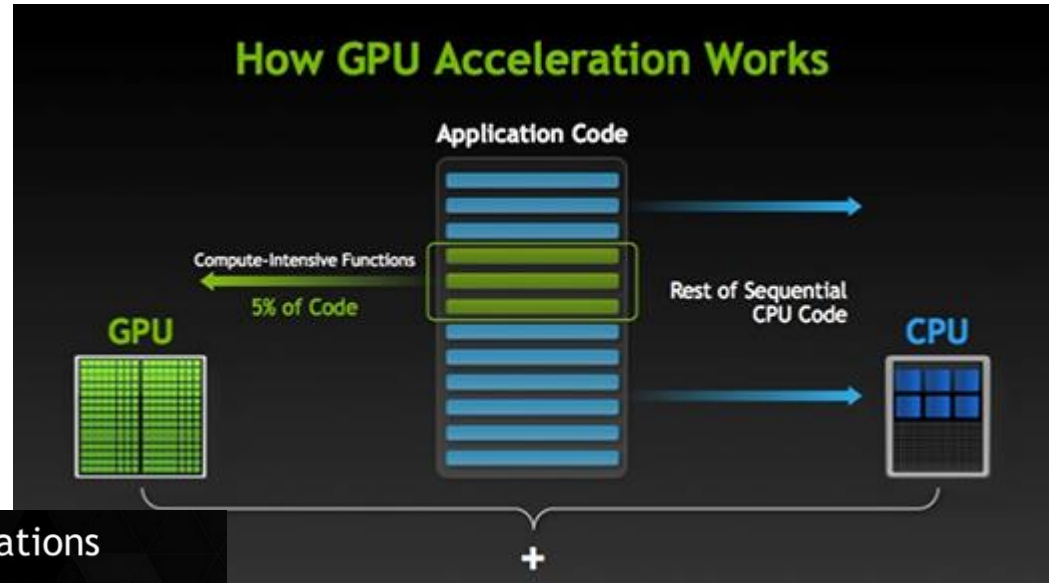 How GPU Acceleration Works
Application Code
Compute-Intensive Functions
5% of Code
Rest of Sequential
CPU Code
GPU
CPU
+
ations